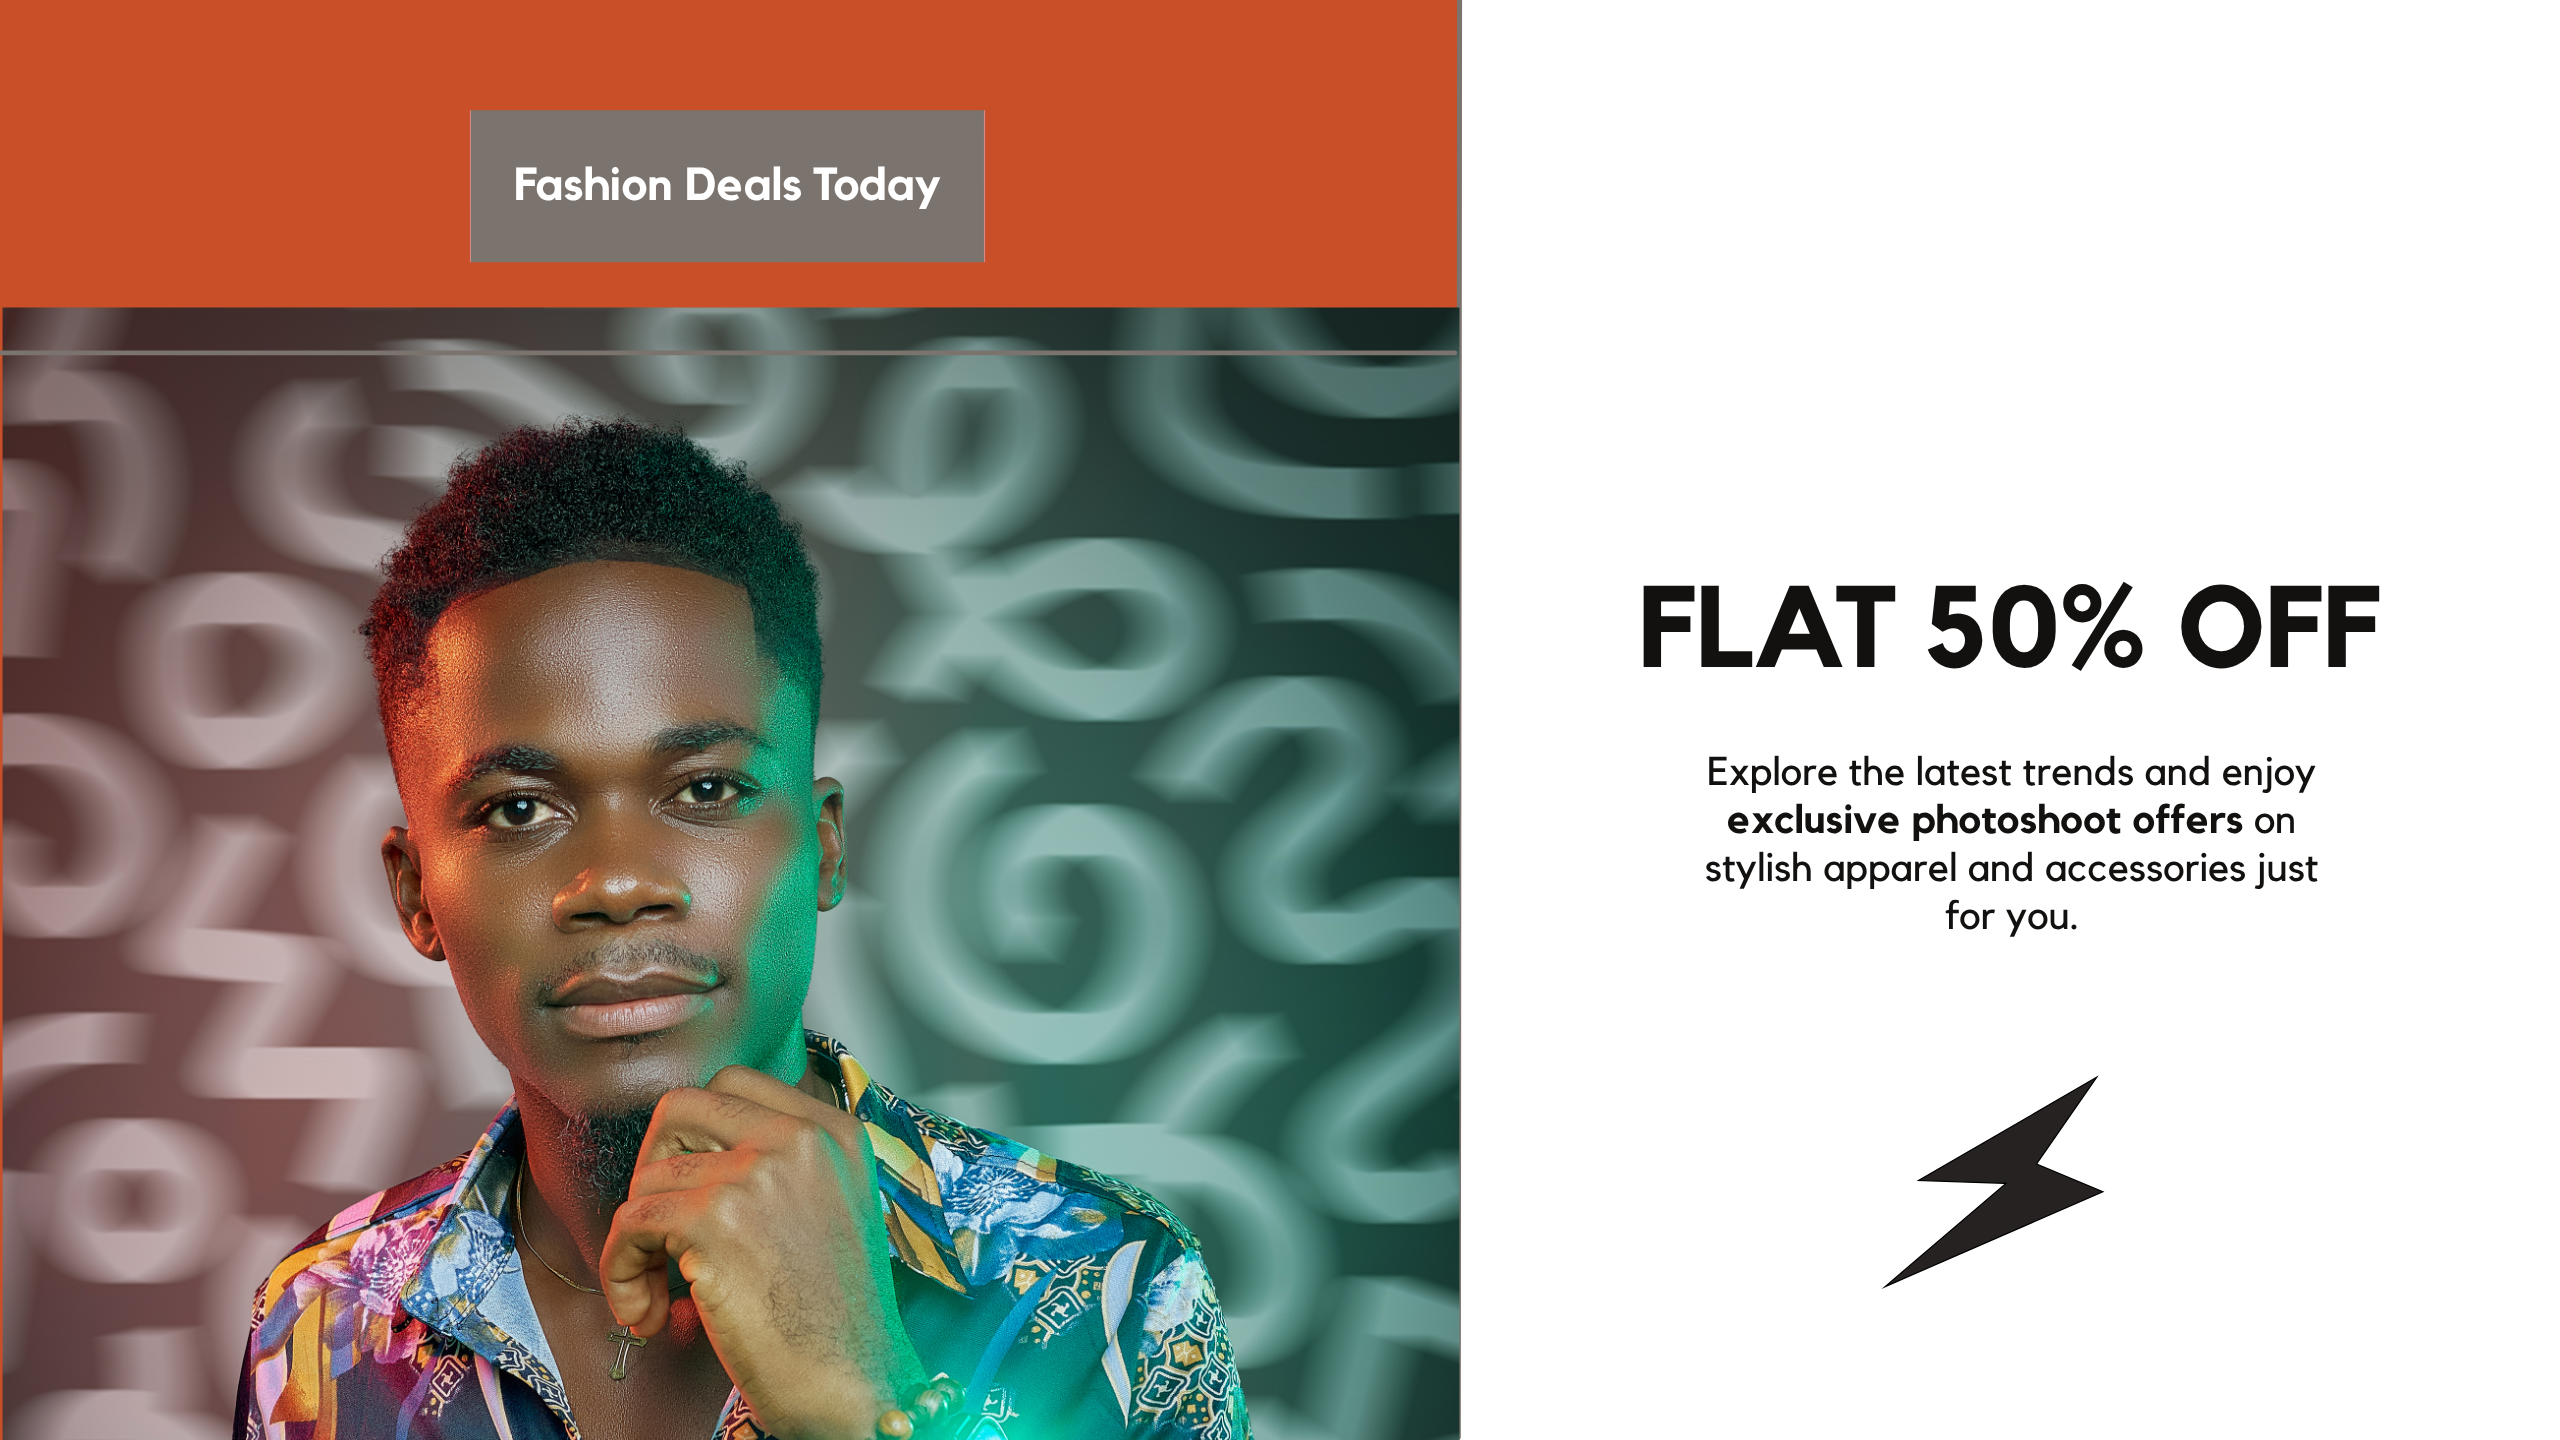 Fashion Deals Today
FLAT 50% OFF
Explore the latest trends and enjoy
exclusive photoshoot offers on
stylish apparel and accessories just
for you.